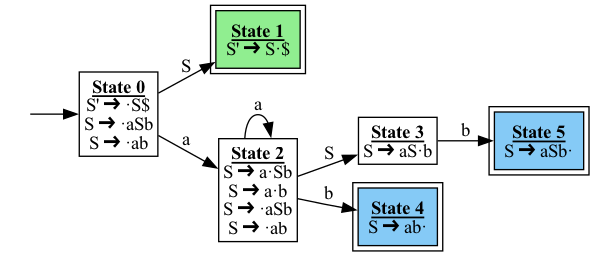 State 0
S' → ·S$
S → ·aSb
S → ·ab
S
State 1
S' → S·$
a
a
State 2
S → a·Sb
S → a·b
S → ·aSb
S → ·ab
S
State 3
S → aS·b
b
State 5
S → aSb·
b
State 4
S → ab·